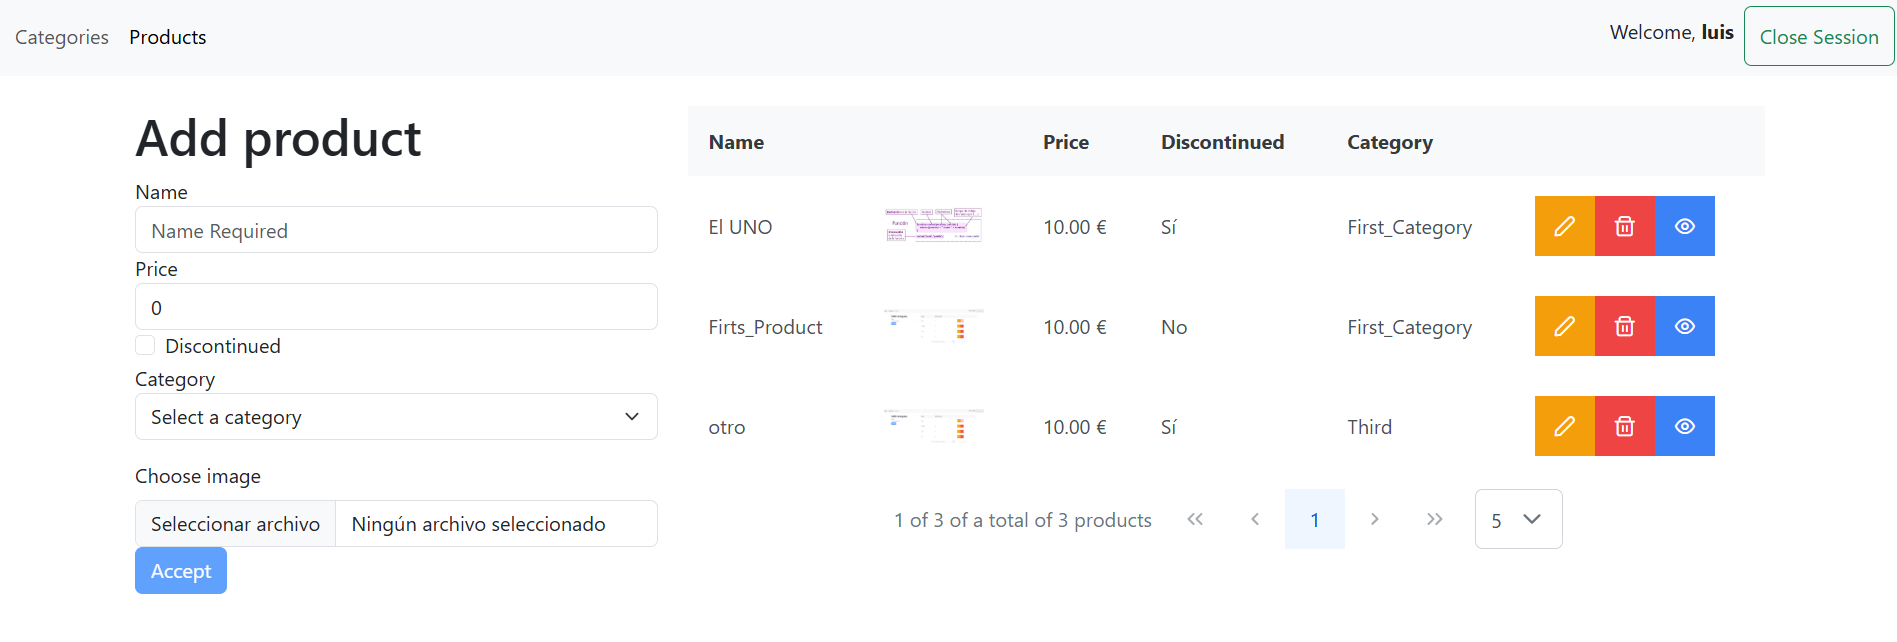 Categories Products Welcome, luis Close Session
Add product
Name
Name Required
Price
0
Discontinued
Category
Select a category
Choose image
Seleccionar archivo Ningún archivo seleccionado
Accept
Name Price Discontinued Category
El UNO 10.00 € Sí First_Category
Firts_Product 10.00 € No First_Category
otro 10.00 € Sí Third
1 of 3 of a total of 3 products 1 5